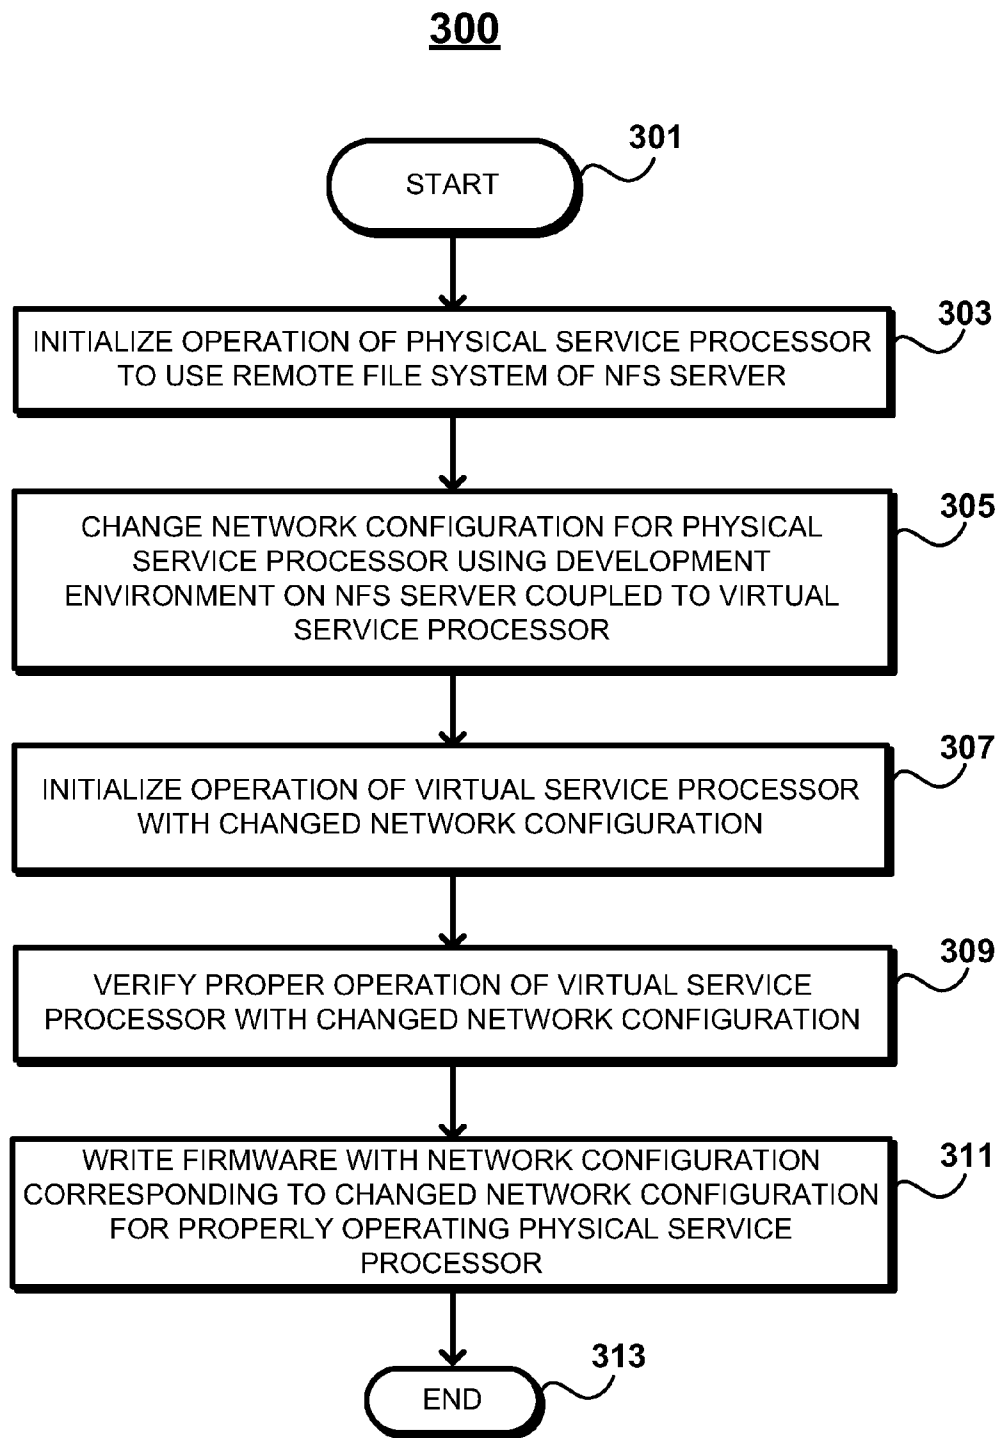 300
301
START
303
INITIALIZE OPERATION OF PHYSICAL SERVICE PROCESSOR
TO USE REMOTE FILE SYSTEM OF NFS SERVER
305
CHANGE NETWORK CONFIGURATION FOR PHYSICAL
SERVICE PROCESSOR USING DEVELOPMENT
ENVIRONMENT ON NFS SERVER COUPLED TO VIRTUAL
SERVICE PROCESSOR
307
INITIALIZE OPERATION OF VIRTUAL SERVICE PROCESSOR
WITH CHANGED NETWORK CONFIGURATION
309
VERIFY PROPER OPERATION OF VIRTUAL SERVICE
PROCESSOR WITH CHANGED NETWORK CONFIGURATION
311
WRITE FIRMWARE WITH NETWORK CONFIGURATION
CORRESPONDING TO CHANGED NETWORK CONFIGURATION
FOR PROPERLY OPERATING PHYSICAL SERVICE
PROCESSOR
313
END